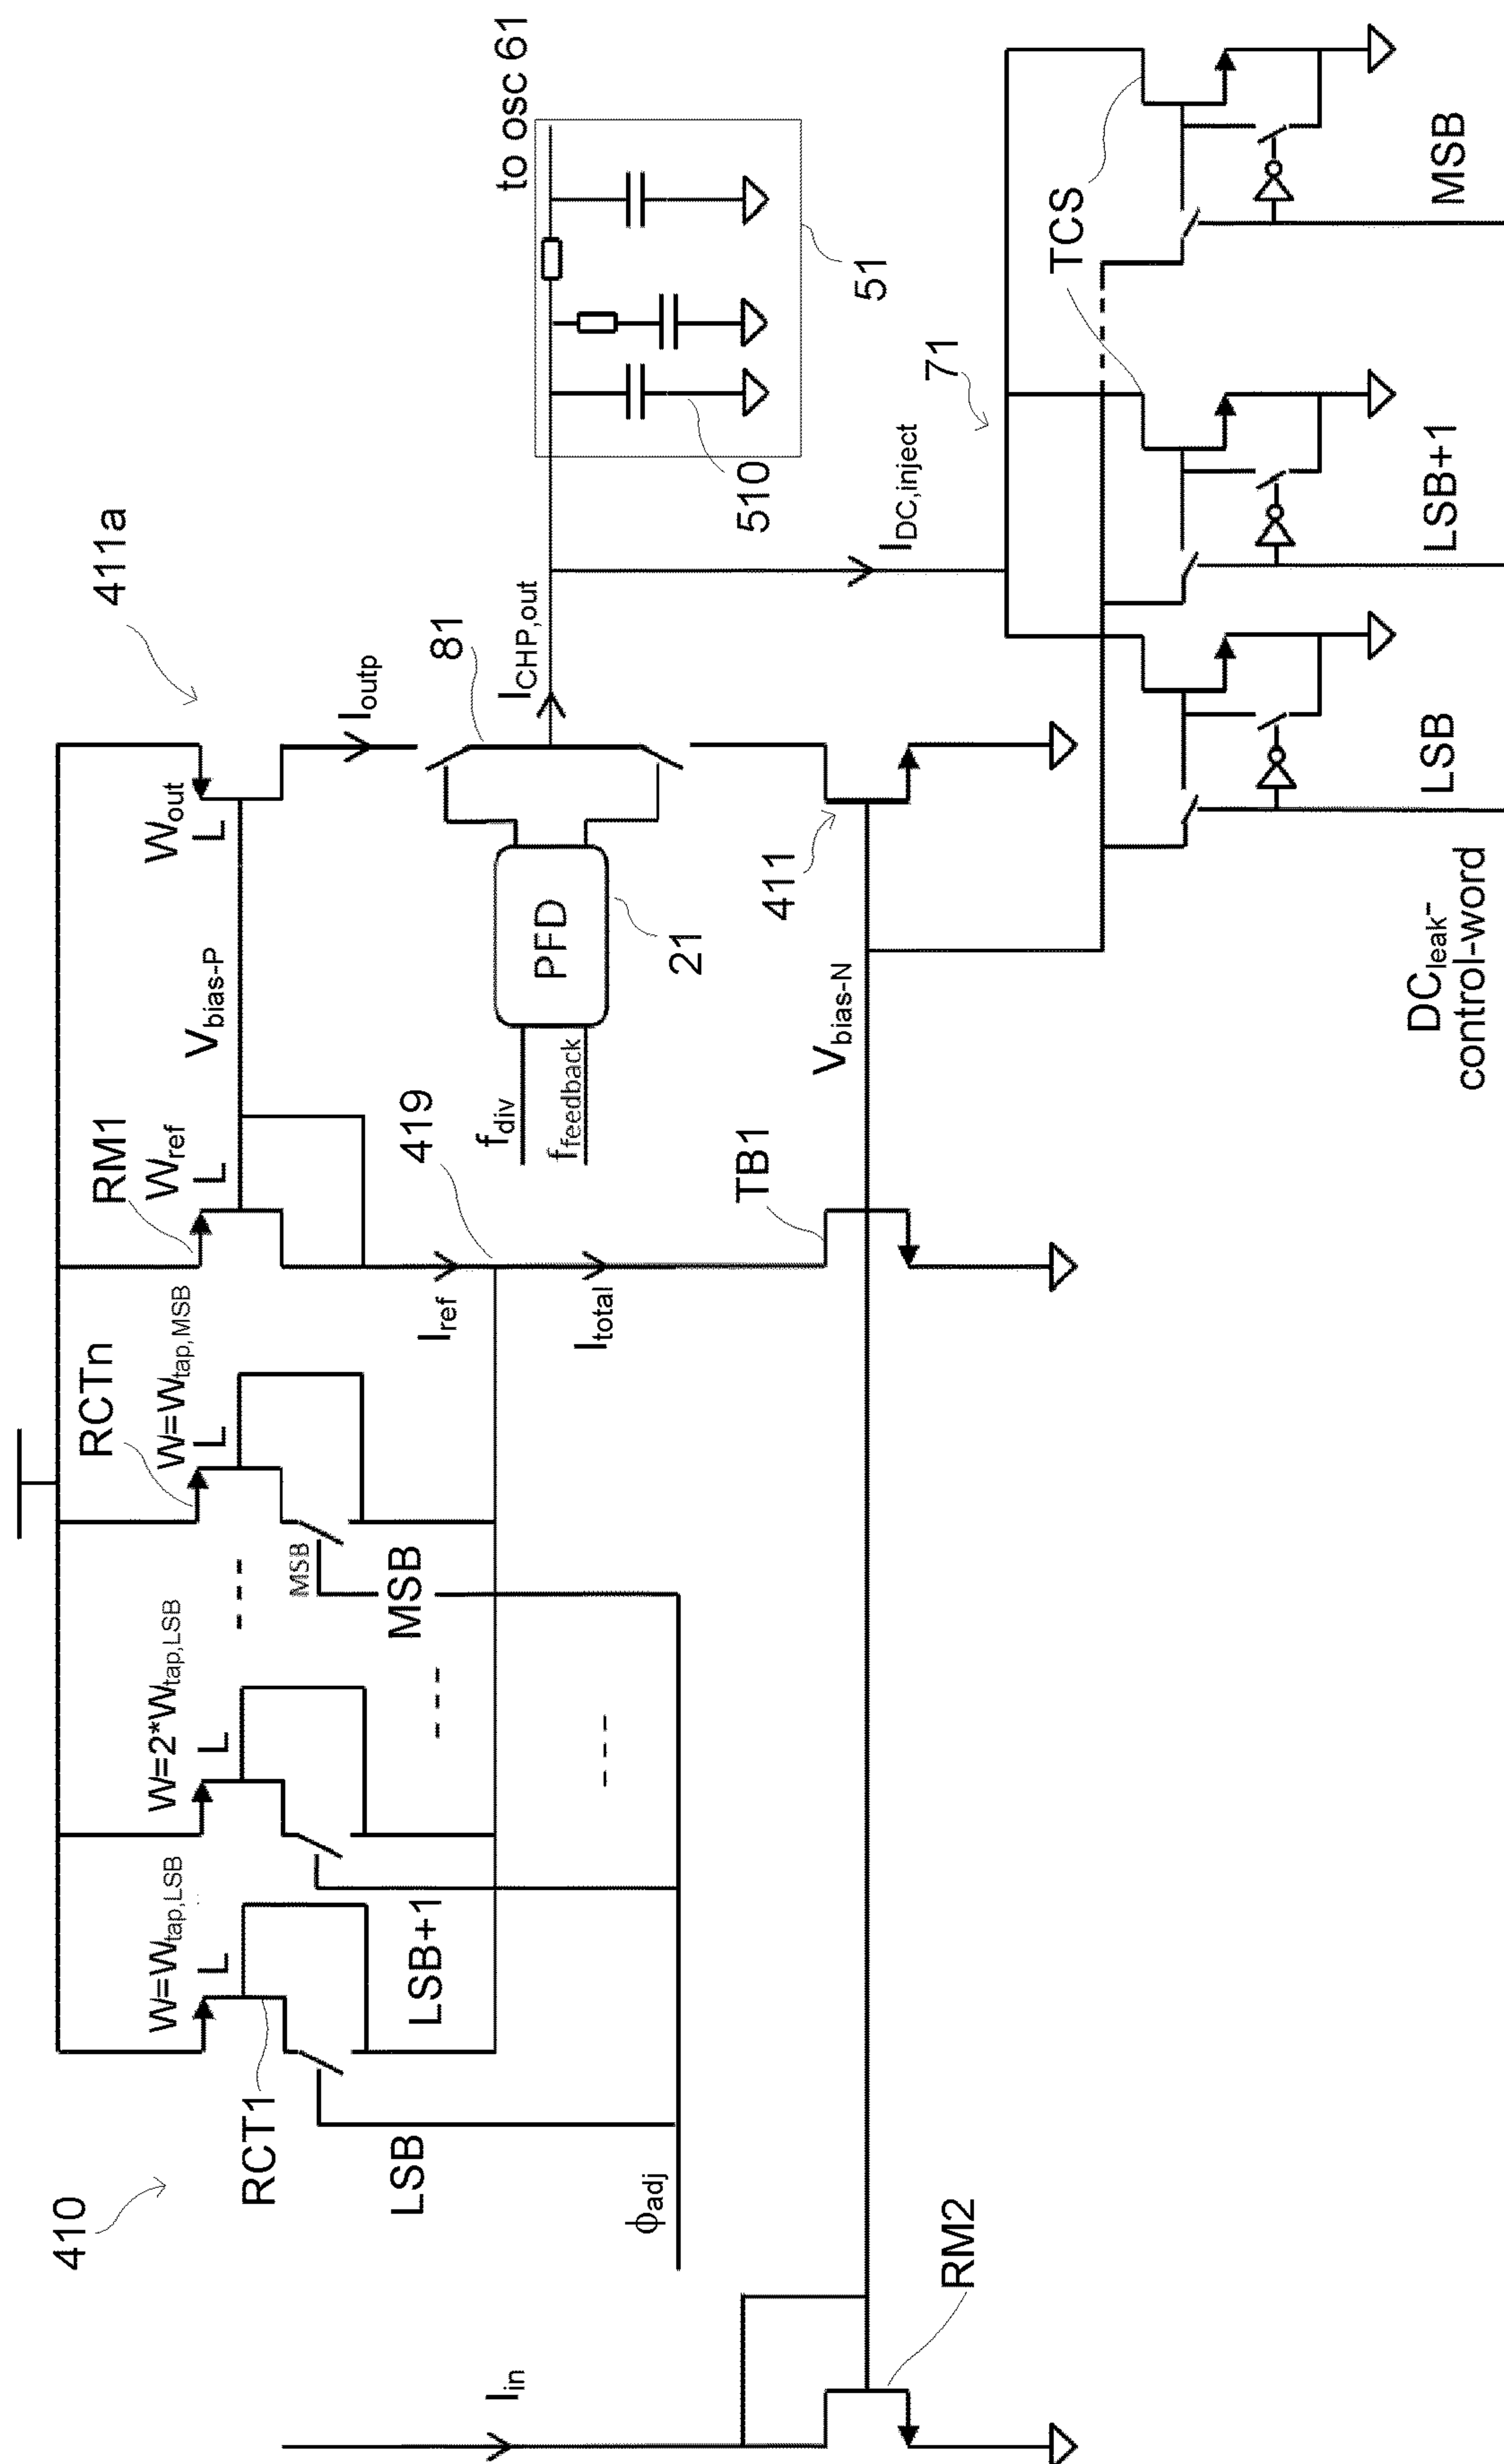 410
RCT1
W=Wtap,LSB
L
LSB
LSB+1
W=2*Wtap,LSB
L
RCTn
W=Wtap,MSB
L
MSB
MSB
ϕadj
RM1
Wref
L
Vbias-P
Wout
L
411a
Iref
419
Itotal
Ioutp
81
fdiv
ffeedback
PFD
21
ICHP,out
to osc 61
510
51
Iin
RM2
TB1
Vbias-N
411
IDC,inject
71
TCS
LSB
LSB+1
MSB
DCleak-
control-word